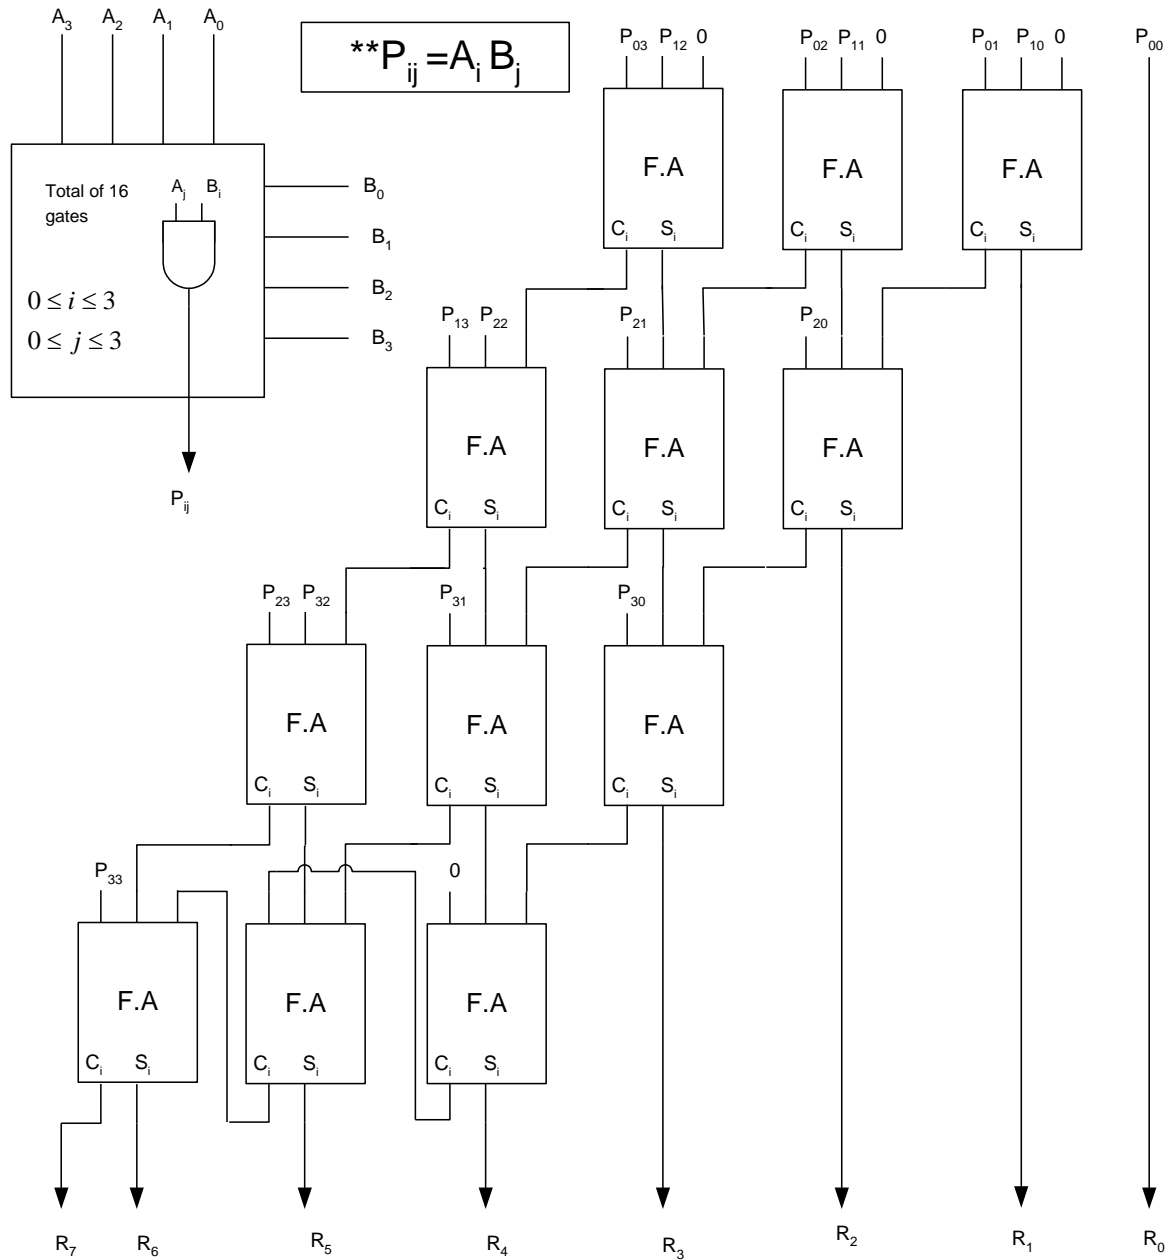 A₃ A₂ A₁ A₀
**Pᵢⱼ =Aᵢ Bⱼ
P₀₃ P₁₂ 0 P₀₂ P₁₁ 0 P₀₁ P₁₀ 0 P₀₀
F.A F.A F.A
Cᵢ Sᵢ Cᵢ Sᵢ Cᵢ Sᵢ
Total of 16
gates
Aⱼ Bᵢ
0 ≤ i ≤ 3
0 ≤ j ≤ 3
B₀
B₁
B₂
B₃
Pᵢⱼ
P₁₃ P₂₂ P₂₁ P₂₀
F.A F.A F.A
Cᵢ Sᵢ Cᵢ Sᵢ Cᵢ Sᵢ
P₂₃ P₃₂ P₃₁ P₃₀
F.A F.A F.A
Cᵢ Sᵢ Cᵢ Sᵢ Cᵢ Sᵢ
P₃₃ 0
F.A F.A F.A
Cᵢ Sᵢ Cᵢ Sᵢ Cᵢ Sᵢ
R₇ R₆ R₅ R₄ R₃ R₂ R₁ R₀